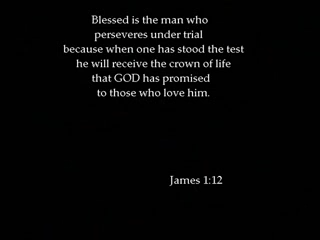 Blessed is the man who
perseveres under trial
because when one has stood the test
he will receive the crown of life
that GOD has promised
to those who love him.
James 1:12